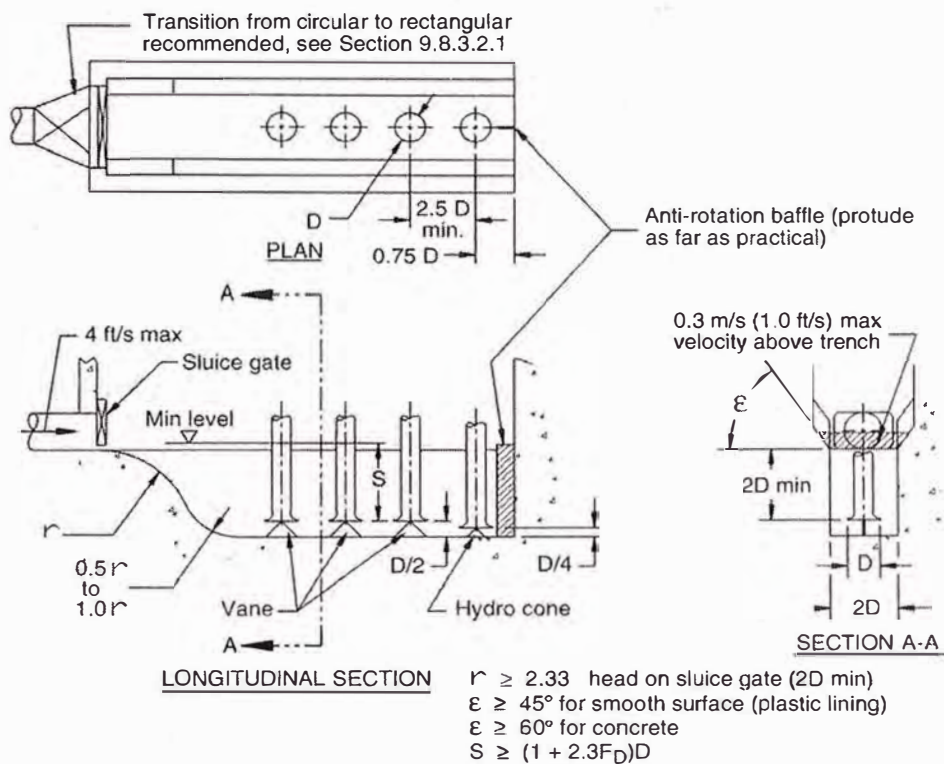 Transition from circular to rectangular
recommended, see Section 9.8.3.2.1
D
2.5 D
min.
PLAN
0.75 D
Anti-rotation baffle (protude
as far as practical)
A
4 ft/s max
Sluice gate
Min level
S
r
0.5 r
to
1.0 r
Vane
D/2
D/4
Hydro cone
A
LONGITUDINAL SECTION
0.3 m/s (1.0 ft/s) max
velocity above trench
ε
2D min
D
2D
SECTION A-A
r ≥ 2.33 head on sluice gate (2D min)
ε ≥ 45° for smooth surface (plastic lining)
ε ≥ 60° for concrete
S ≥ (1 + 2.3F_D)D